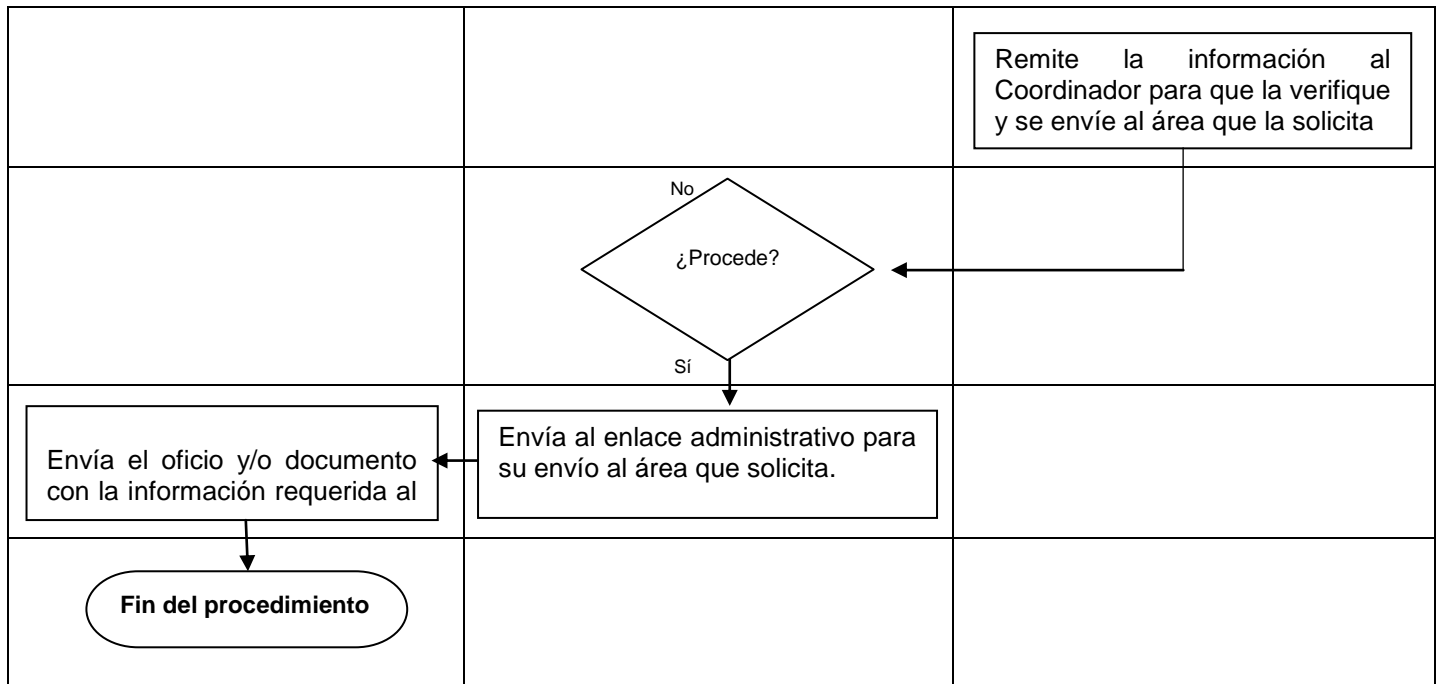 Remite la información al
Coordinador para que la verifique
y se envíe al área que la solicita
No
¿Procede?
Sí
Envía el oficio y/o documento
con la información requerida al
Envía al enlace administrativo para
su envío al área que solicita.
Fin del procedimiento